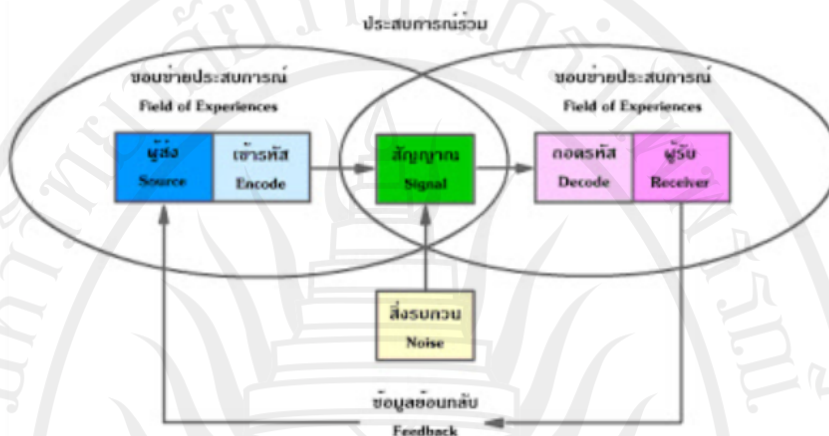 ประสบการณ์ร่วม
ขอบข่ายประสบการณ์
Field of Experiences
ขอบข่ายประสบการณ์
Field of Experiences
ผู้ส่ง
Source
เข้ารหัส
Encode
สัญญาณ
Signal
ถอดรหัส
Decode
ผู้รับ
Receiver
สิ่งรบกวน
Noise
ข้อมูลย้อนกลับ
Feedback